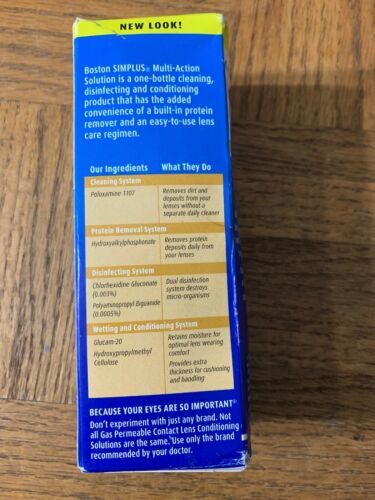 NEW LOOK!
Boston SIMPLUS® Multi-Action
Solution is a one-bottle cleaning,
disinfecting and conditioning
product that has the added
convenience of a built-in protein
remover and an easy-to-use lens
care regimen.
Our Ingredients What They Do
Cleaning System
Poloxamine 1107 Removes dirt and
deposits from your
lenses without a
separate daily cleaner
Protein Removal System
Hydroxyalkylphosphonate Removes protein
deposits daily from
your lenses
Disinfecting System
Chlorhexidine Gluconate Dual disinfection
(0.003%) system destroys
Polyaminopropyl Biguanide micro-organisms
(0.0005%)
Wetting and Conditioning System
Glucam-20 Retains moisture for
Hydroxypropylmethyl optimal lens wearing
Cellulose comfort
Provides extra
thickness for cushioning
and handling
BECAUSE YOUR EYES ARE SO IMPORTANT®
Don't experiment with just any brand. Not
all Gas Permeable Contact Lens Conditioning
Solutions are the same. Use only the brand
recommended by your doctor.